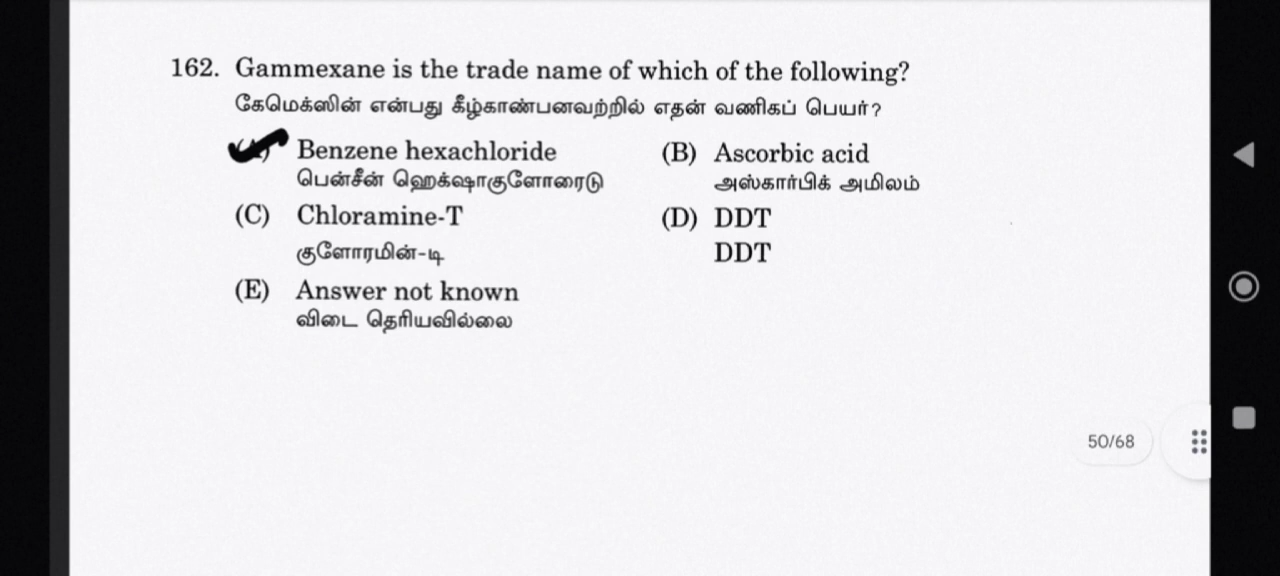 162. Gammexane is the trade name of which of the following?
கேமெக்ஸின் என்பது கீழ்காண்பனவற்றில் எதன் வணிகப் பெயர்?
Benzene hexachloride (B) Ascorbic acid
பென்சீன் ஹெக்ஷாகுளோரைடு அஸ்கார்பிக் அமிலம்
(C) Chloramine-T (D) DDT
குளோரமின்-டி DDT
(E) Answer not known
விடை தெரியவில்லை
50/68